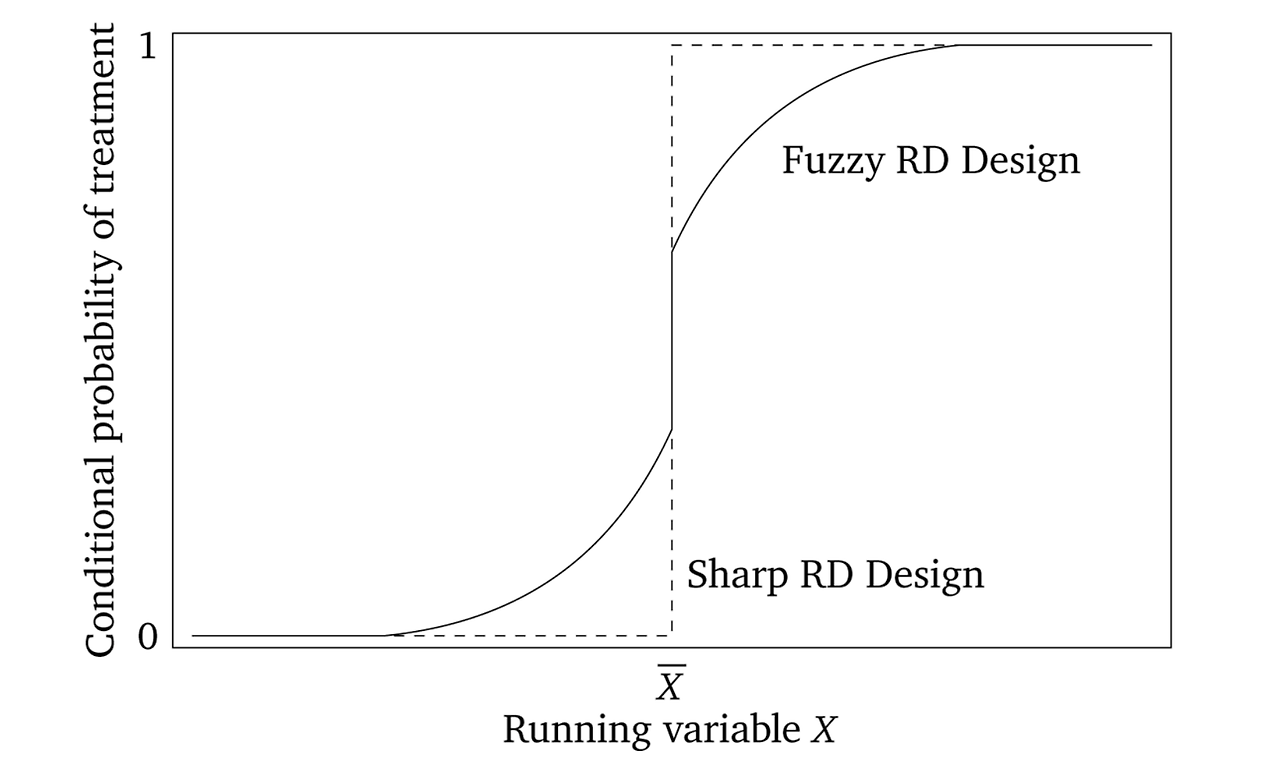 Conditional probability of treatment
1
Fuzzy RD Design
Sharp RD Design
0
X̅
Running variable X